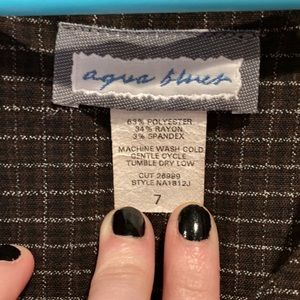 aqua blues
63% POLYESTER
34% RAYON
3% SPANDEX
MACHINE WASH COLD
GENTLE CYCLE
TUMBLE DRY LOW
CUT 26989
STYLE NA1812J
7